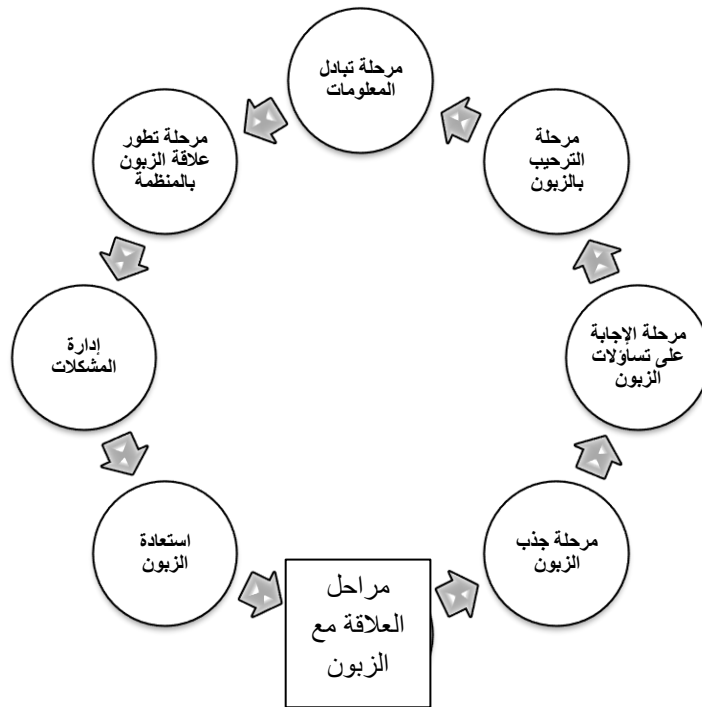 مرحلة تبادل
المعلومات
مرحلة تطور
علاقة الزبون
بالمنظمة
مرحلة
الترحيب
بالزبون
إدارة
المشكلات
مرحلة الإجابة
على تساؤلات
الزبون
استعادة
الزبون
مراحل
العلاقة مع
الزبون
مرحلة جذب
الزبون